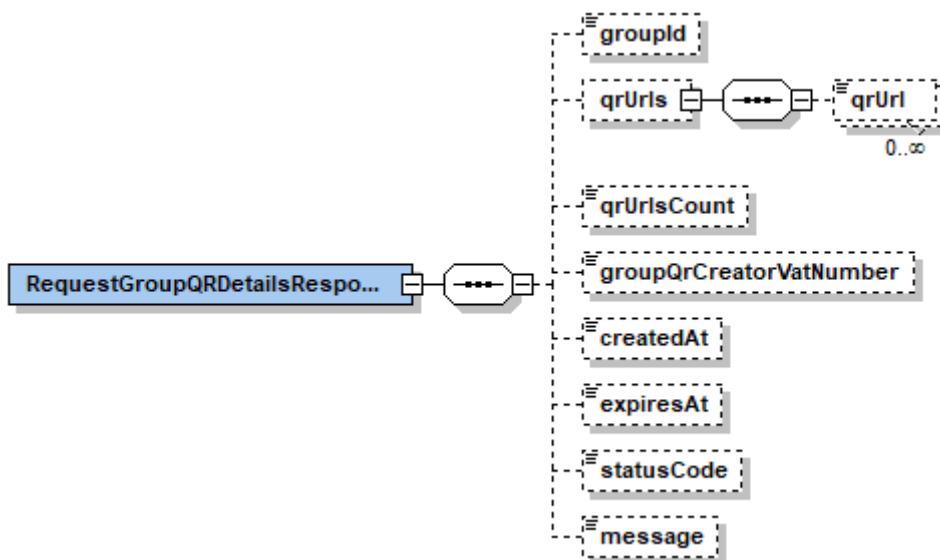 groupId
qrUrls
qrUrl
0..∞
qrUrlsCount
groupQrCreatorVatNumber
RequestGroupQRDetailsRespo...
createdAt
expiresAt
statusCode
message